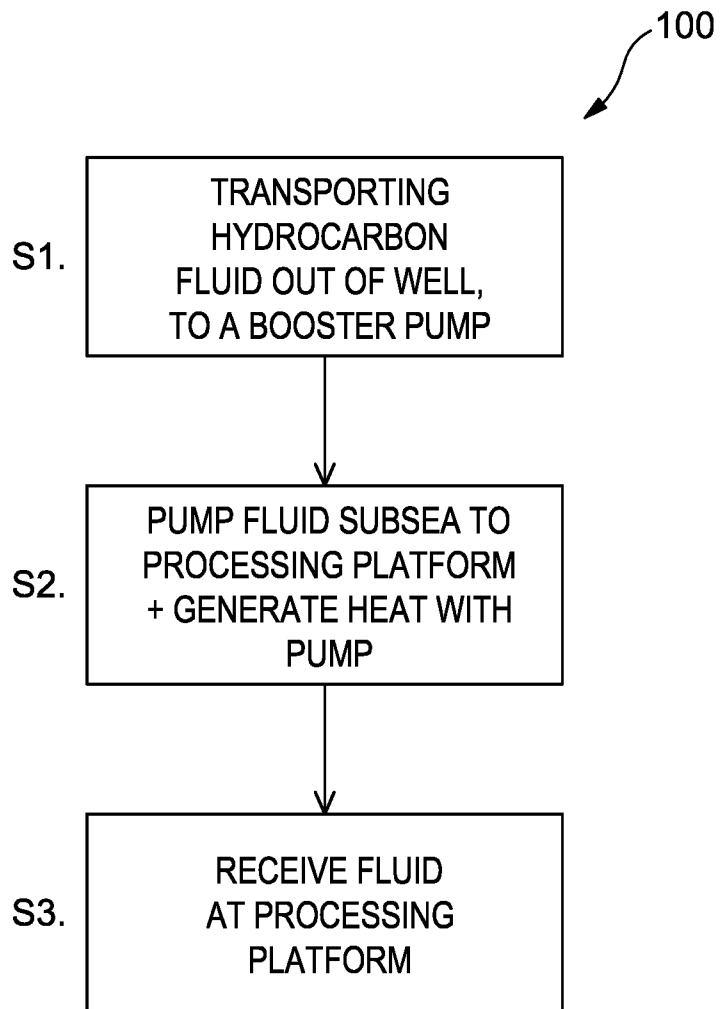 100
S1.
TRANSPORTING
HYDROCARBON
FLUID OUT OF WELL,
TO A BOOSTER PUMP
S2.
PUMP FLUID SUBSEA TO
PROCESSING PLATFORM
+ GENERATE HEAT WITH
PUMP
S3.
RECEIVE FLUID
AT PROCESSING
PLATFORM